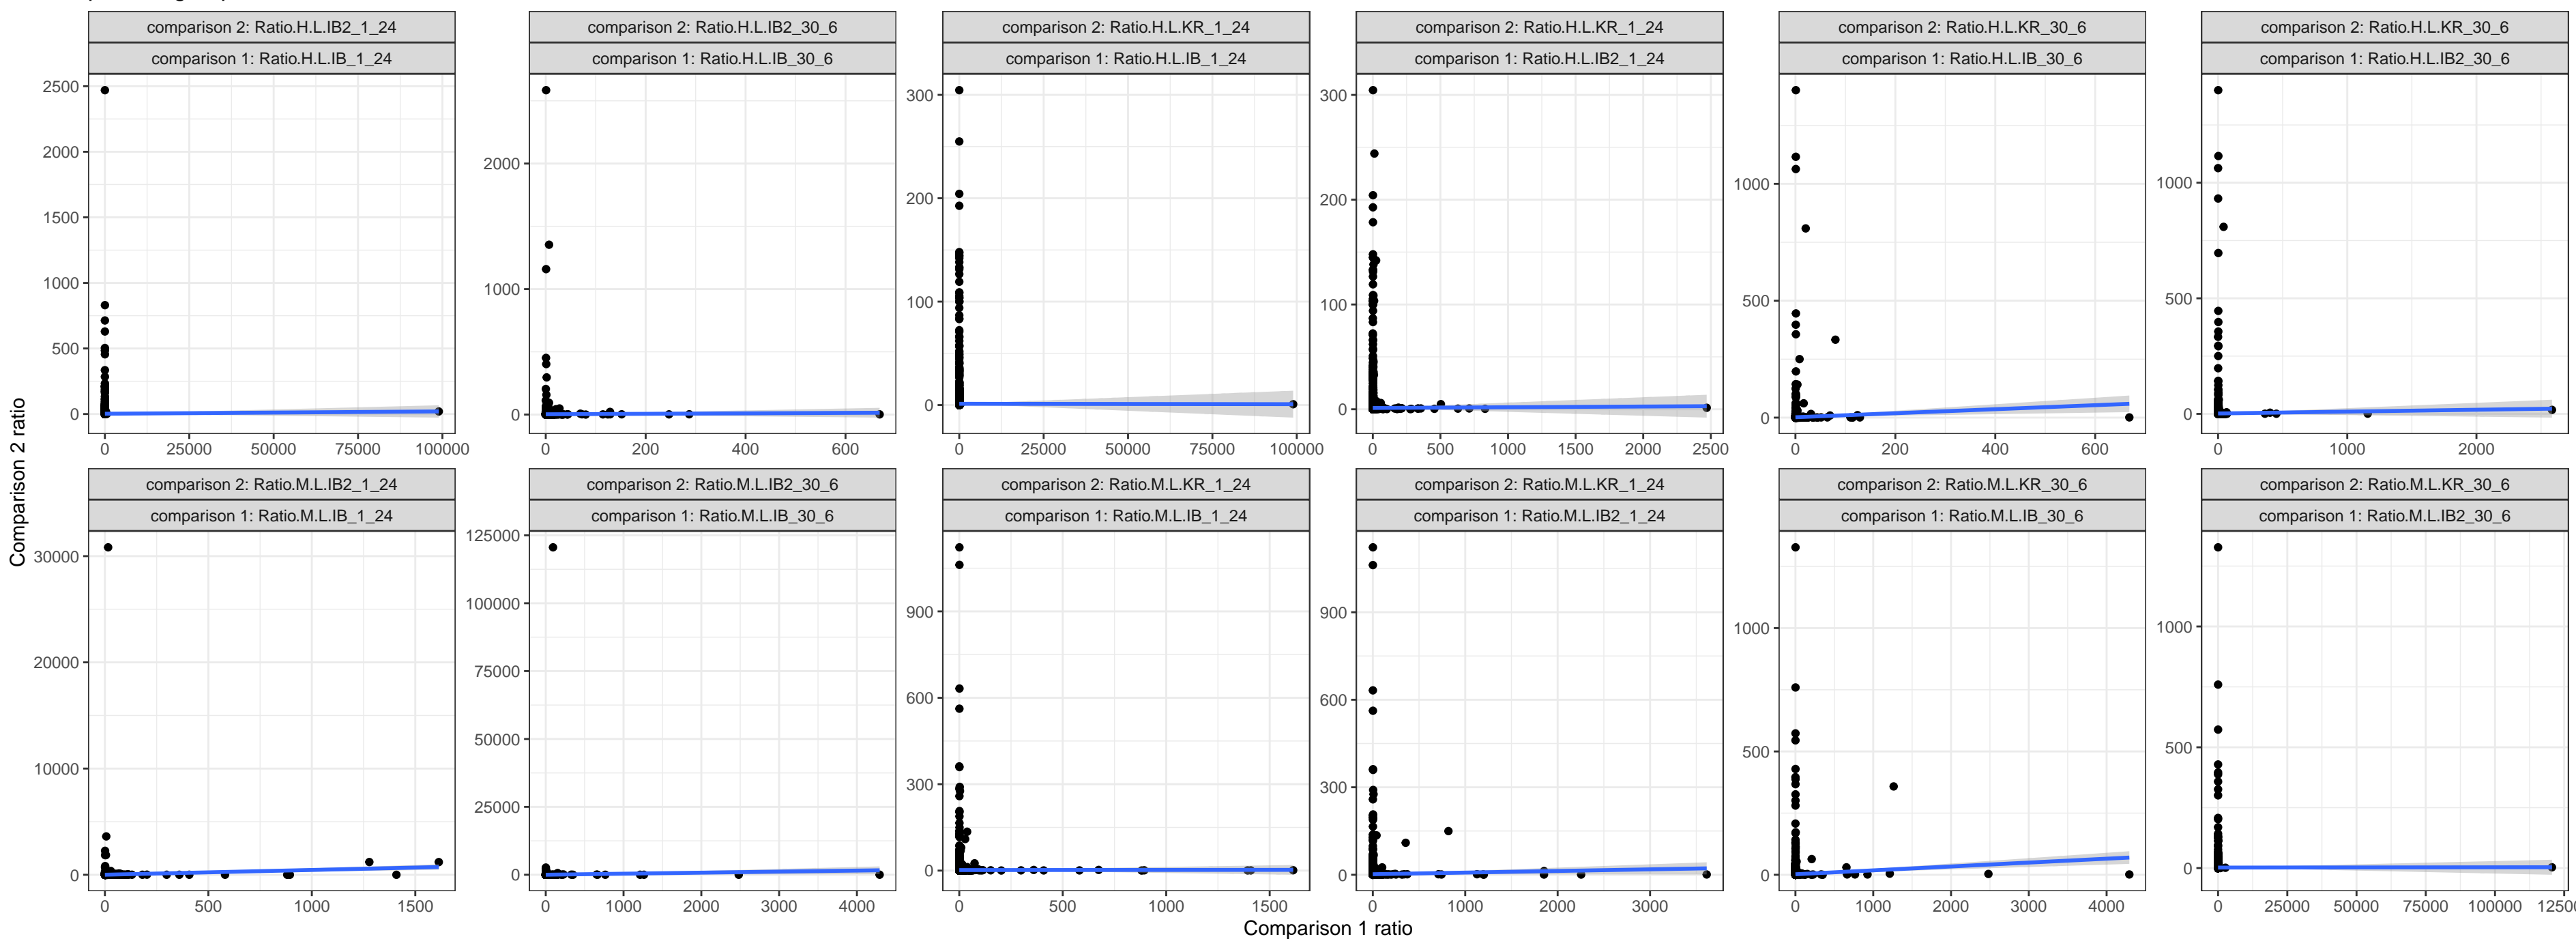 comparison 2: Ratio.H.L.IB2_1_24
comparison 1: Ratio.H.L.IB_1_24
2500
2000
1500
1000
500
0
0 25000 50000 75000 100000
comparison 2: Ratio.H.L.IB2_30_6
comparison 1: Ratio.H.L.IB_30_6
2000
1000
0
0 200 400 600
comparison 2: Ratio.H.L.KR_1_24
comparison 1: Ratio.H.L.IB_1_24
300
200
100
0
0 25000 50000 75000 100000
comparison 2: Ratio.H.L.KR_1_24
comparison 1: Ratio.H.L.IB2_1_24
300
200
100
0
0 500 1000 1500 2000 2500
comparison 2: Ratio.H.L.KR_30_6
comparison 1: Ratio.H.L.IB_30_6
1000
500
0
0 200 400 600
comparison 2: Ratio.H.L.KR_30_6
comparison 1: Ratio.H.L.IB2_30_6
1000
500
0
0 1000 2000
Comparison 2 ratio
comparison 2: Ratio.M.L.IB2_1_24
comparison 1: Ratio.M.L.IB_1_24
30000
20000
10000
0
0 500 1000 1500
comparison 2: Ratio.M.L.IB2_30_6
comparison 1: Ratio.M.L.IB_30_6
125000
100000
75000
50000
25000
0
0 1000 2000 3000 4000
comparison 2: Ratio.M.L.KR_1_24
comparison 1: Ratio.M.L.IB_1_24
900
600
300
0
0 500 1000 1500
comparison 2: Ratio.M.L.KR_1_24
comparison 1: Ratio.M.L.IB2_1_24
900
600
300
0
0 1000 2000 3000
comparison 2: Ratio.M.L.KR_30_6
comparison 1: Ratio.M.L.IB_30_6
1000
500
0
0 1000 2000 3000 4000
comparison 2: Ratio.M.L.KR_30_6
comparison 1: Ratio.M.L.IB2_30_6
1000
500
0
0 25000 50000 75000 100000
Comparison 1 ratio